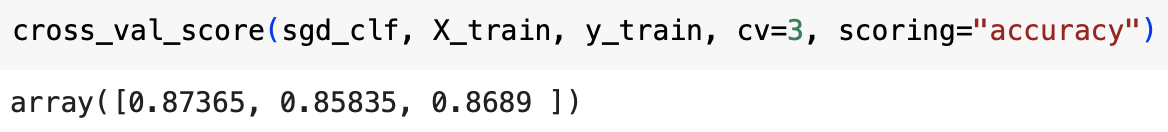 cross_val_score(sgd_clf, X_train, y_train, cv=3, scoring="accuracy")
array([0.87365, 0.85835, 0.8689 ])